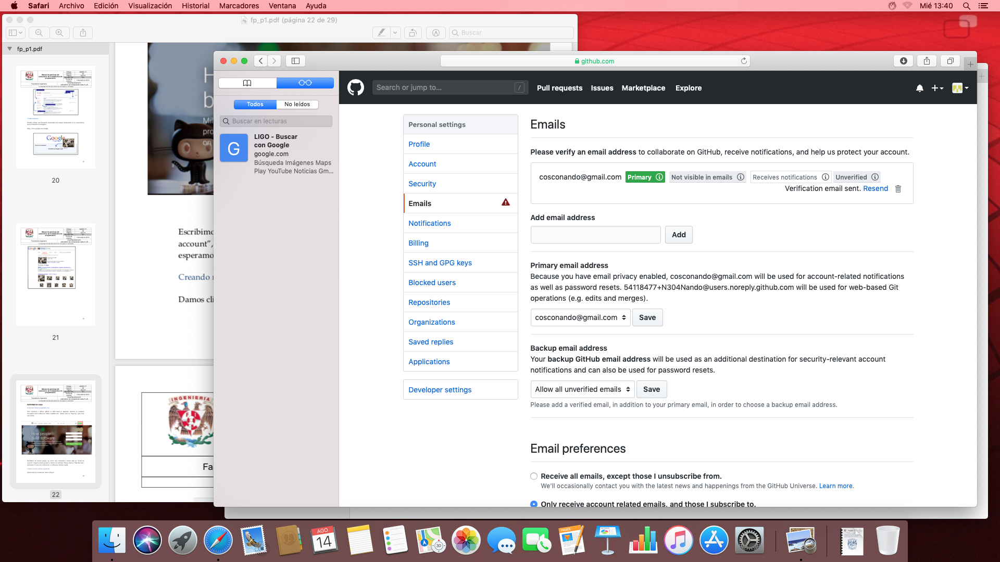 Safari Archivo Edición Visualización Historial Marcadores Ventana Ayuda
Mié 13:40
fp_p1.pdf (página 22 de 29)
Buscar
fp_p1.pdf
Google
20
21
How people
build software
22
H
b
Mil
pro
on
Escribimo
account”,
esperamo
Creando r
Damos cli
INGENIERIA
Fa
github.com
Todos
No leídos
Buscar en lecturas
G
LIGO - Buscar
con Google
google.com
Búsqueda Imágenes Maps
Play YouTube Noticias Gm...
Search or jump to...
/
Pull requests Issues Marketplace Explore
Personal settings
Profile
Account
Security
Emails
Notifications
Billing
SSH and GPG keys
Blocked users
Repositories
Organizations
Saved replies
Applications
Developer settings
Emails
Please verify an email address to collaborate on GitHub, receive notifications, and help us protect your account.
cosconando@gmail.com Primary Not visible in emails Receives notifications Unverified
Verification email sent. Resend
Add email address
Add
Primary email address
Because you have email privacy enabled, cosconando@gmail.com will be used for account-related notifications
as well as password resets. 54118477+N304Nando@users.noreply.github.com will be used for web-based Git
operations (e.g. edits and merges).
cosconando@gmail.com Save
Backup email address
Your backup GitHub email address will be used as an additional destination for security-relevant account
notifications and can also be used for password resets.
Allow all unverified emails Save
Please add a verified email, in addition to your primary email, in order to choose a backup email address.
Email preferences
Receive all emails, except those I unsubscribe from.
We’ll occasionally contact you with the latest news and happenings from the GitHub Universe. Learn more.
Only receive account related emails, and those I subscribe to.
AGO
14
3D